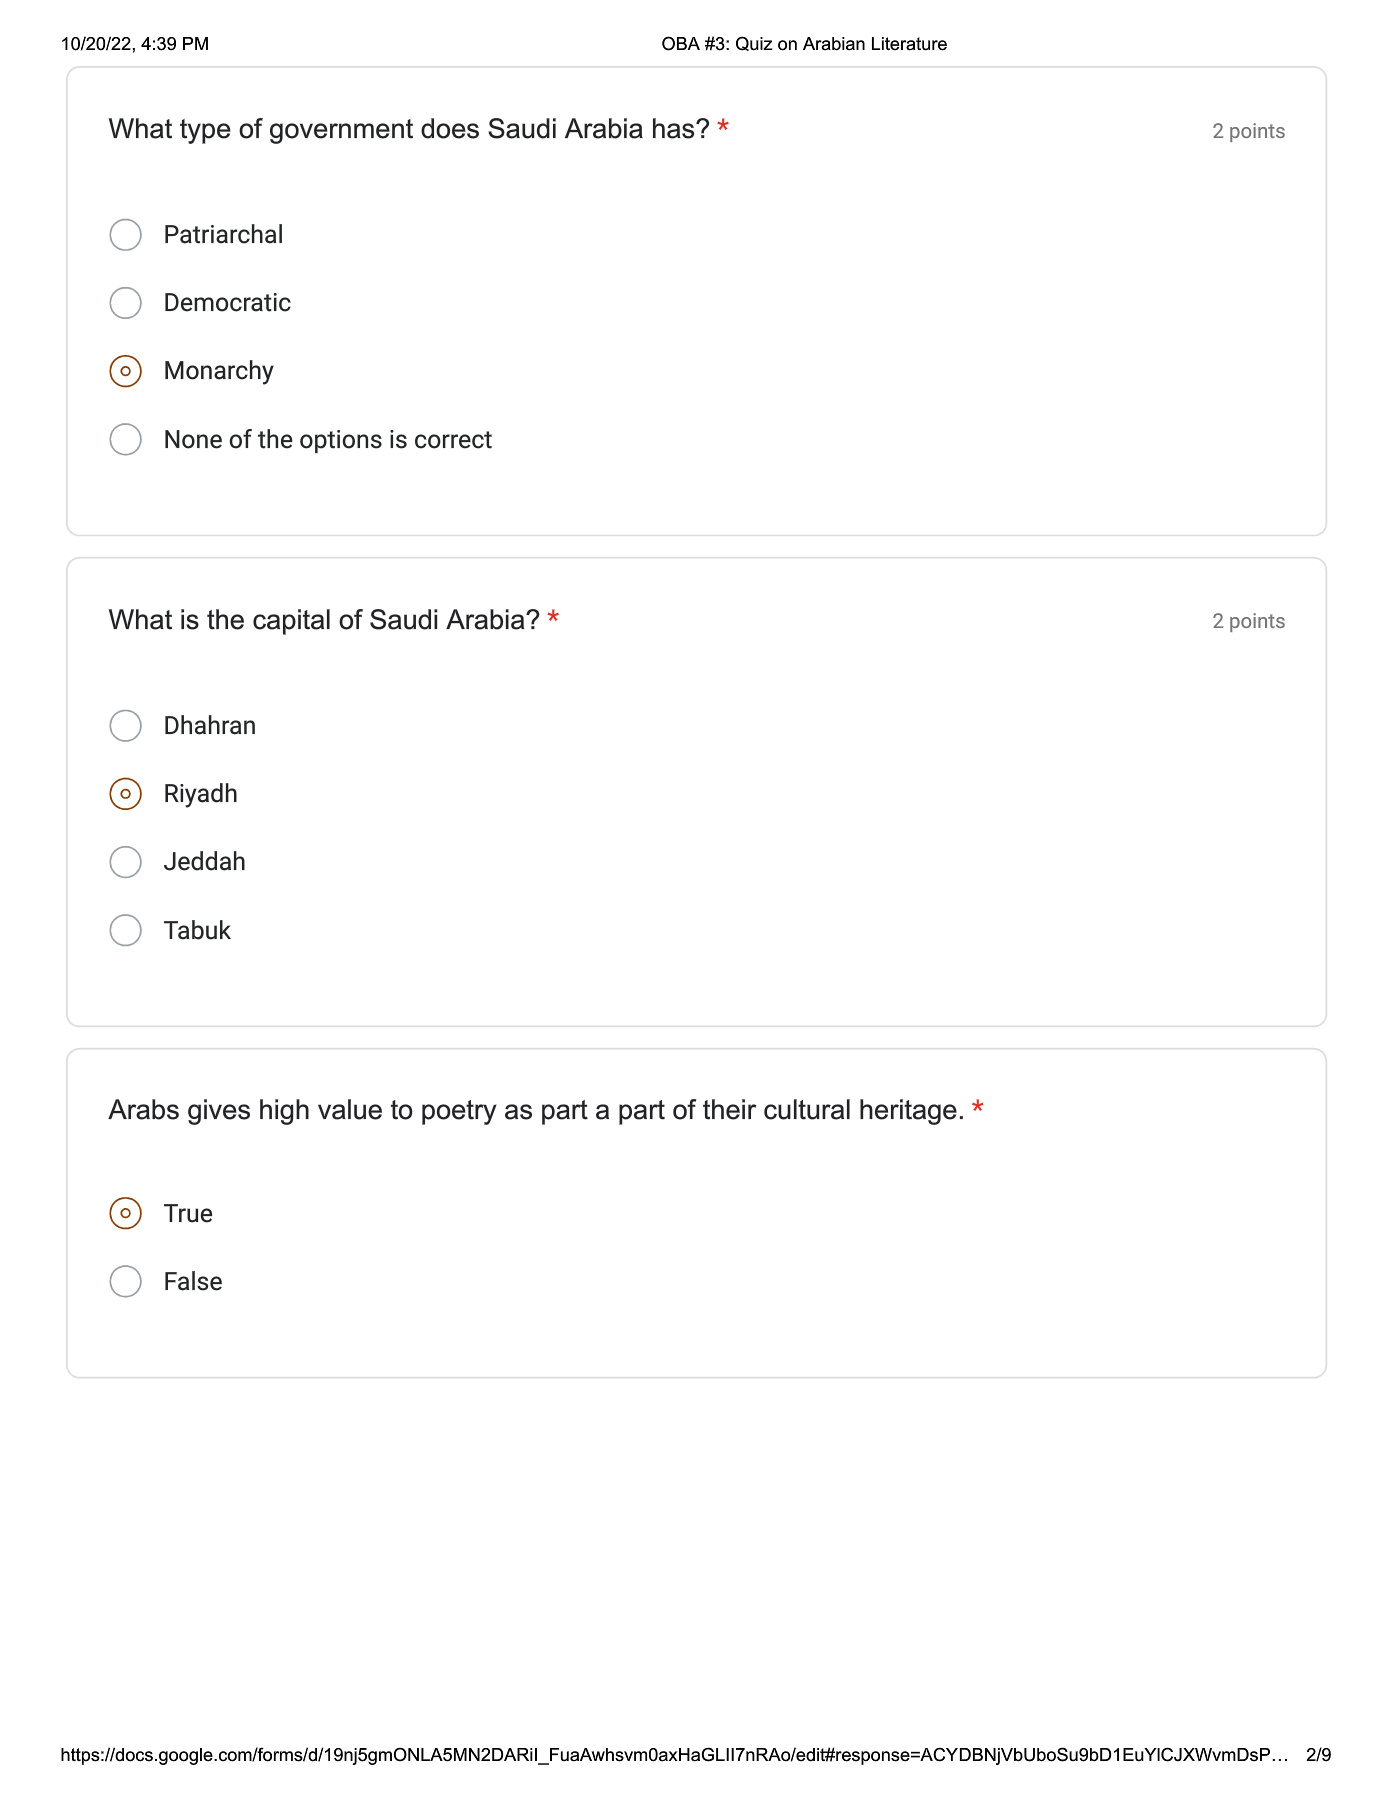 10/20/22, 4:39 PM OBA #3: Quiz on Arabian Literature
What type of government does Saudi Arabia has? * 2 points
Patriarchal
Democratic
Monarchy
None of the options is correct
What is the capital of Saudi Arabia? * 2 points
Dhahran
Riyadh
Jeddah
Tabuk
Arabs gives high value to poetry as part a part of their cultural heritage. *
True
False
https://docs.google.com/forms/d/19nj5gmONLA5MN2DARiI_FuaAwhsvm0axHaGLII7nRAo/edit#response=ACYDBNjVbUboSu9bD1EuYlCJXWvmDsP… 2/9